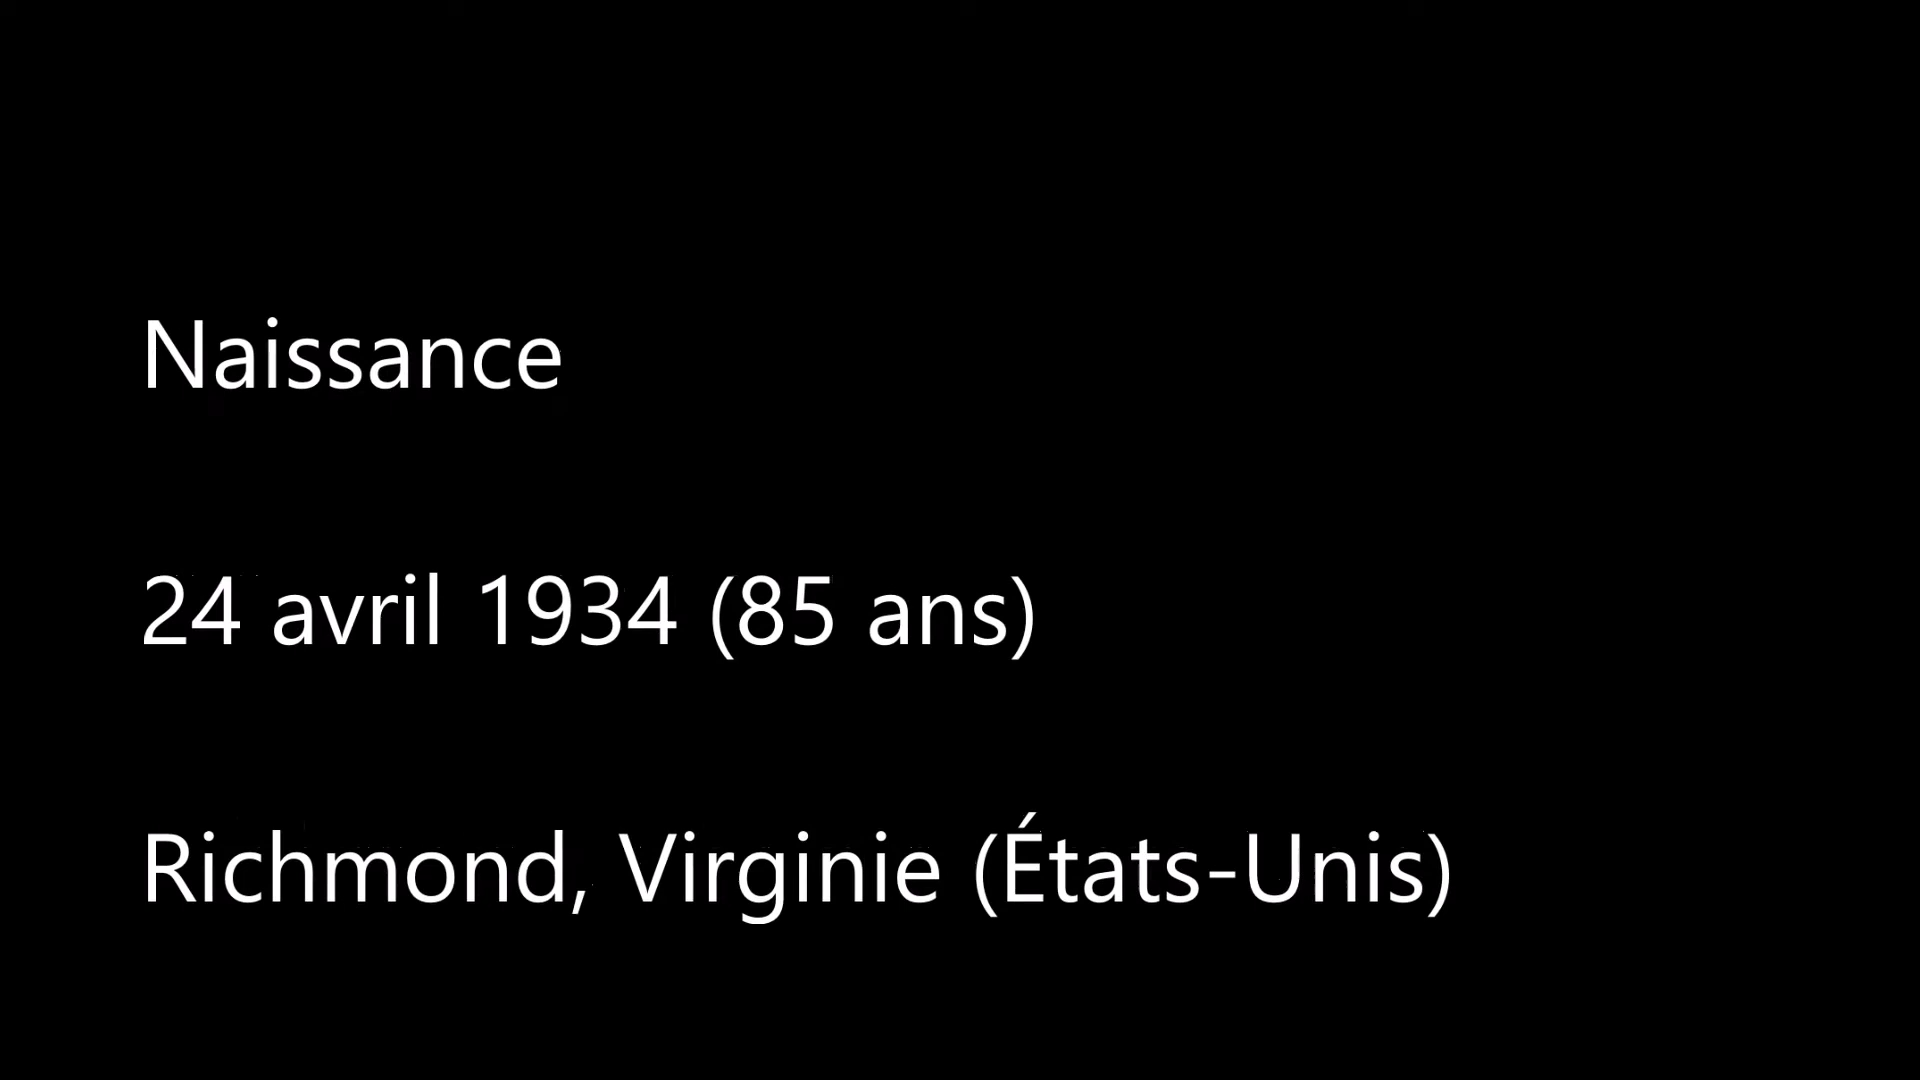 Naissance
24 avril 1934 (85 ans)
Richmond, Virginie (États-Unis)